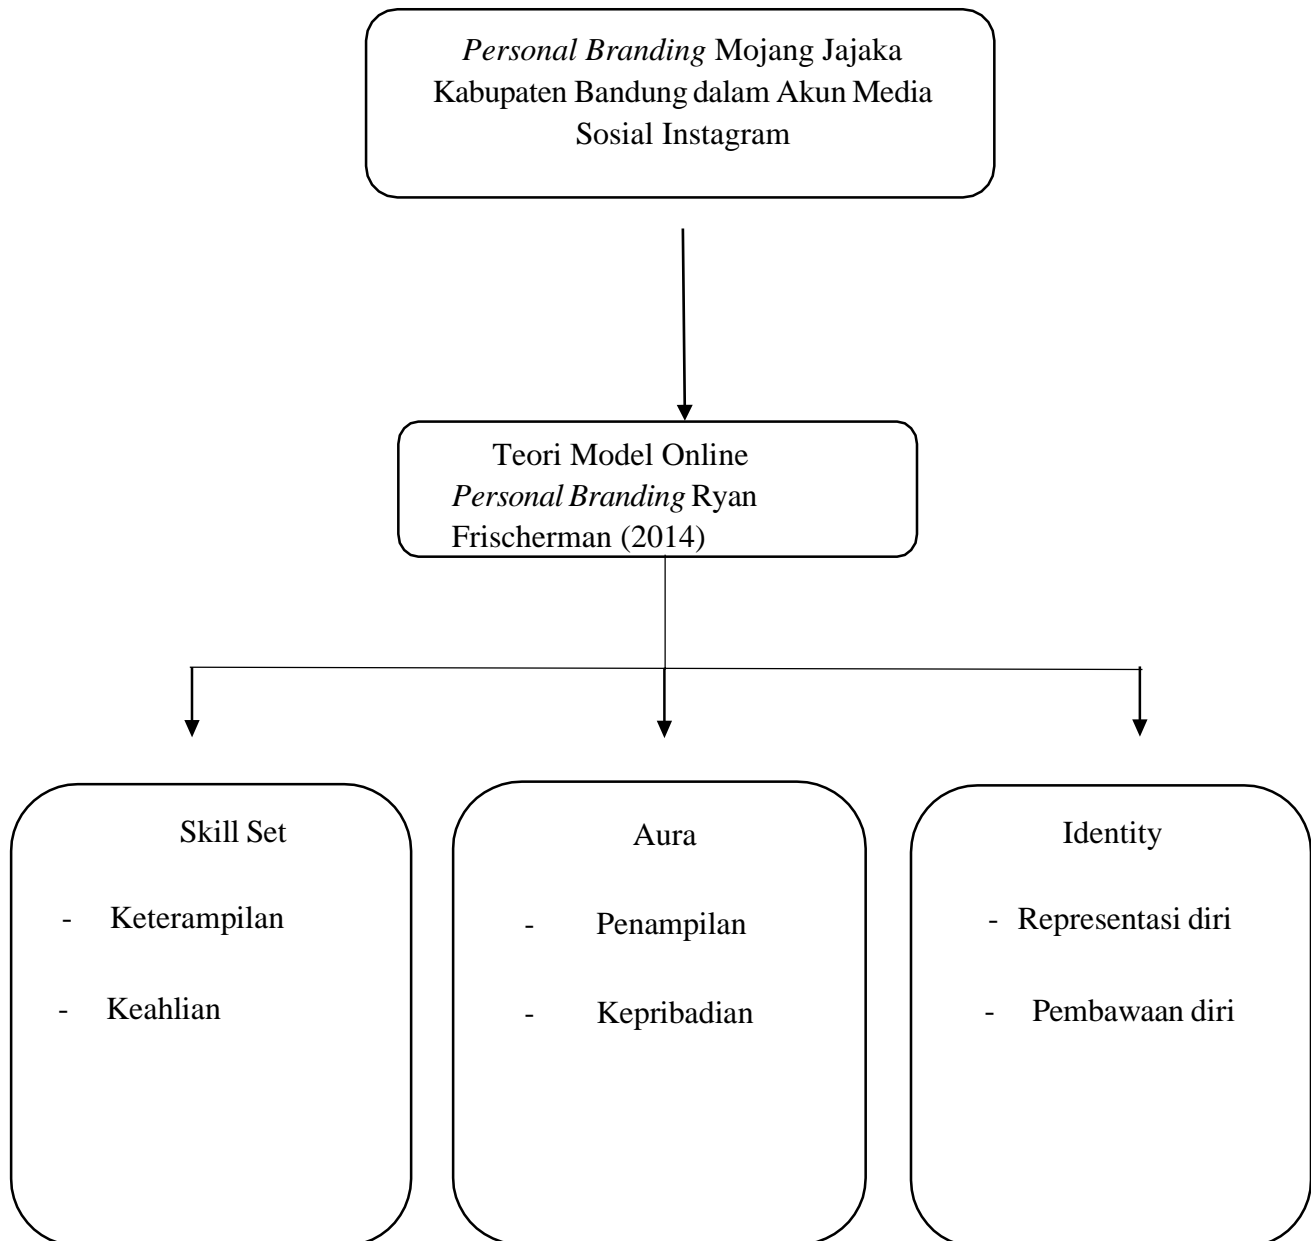 Personal Branding Mojang Jajaka
Kabupaten Bandung dalam Akun Media
Sosial Instagram
Teori Model Online
Personal Branding Ryan
Frischerman (2014)
Skill Set
- Keterampilan
- Keahlian
Aura
- Penampilan
- Kepribadian
Identity
- Representasi diri
- Pembawaan diri